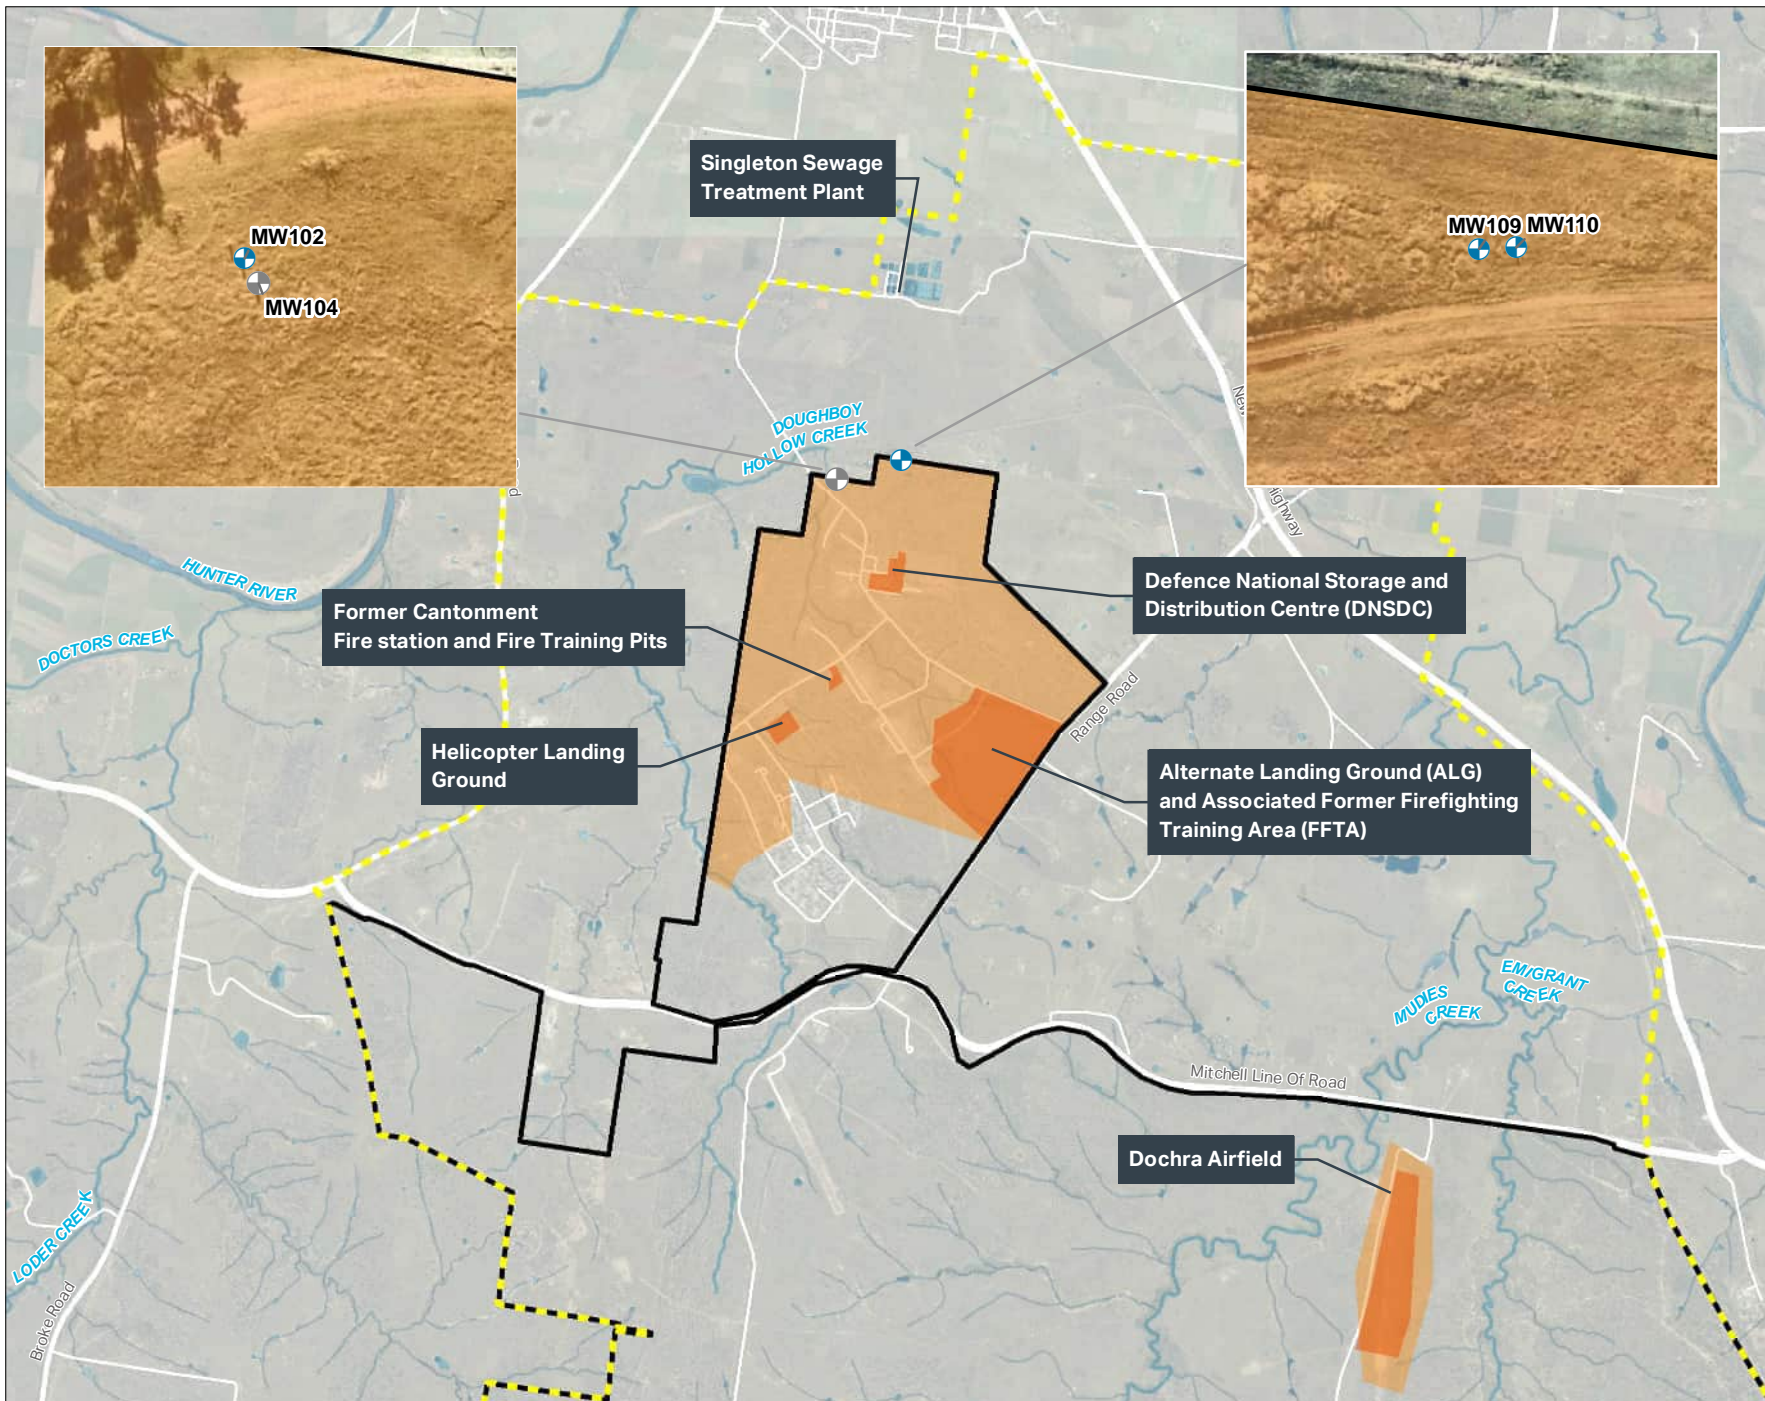 MW102
MW104
Singleton Sewage
Treatment Plant
MW109
MW110
DOUGHBOY
HOLLOW CREEK
Highway
HUNTER RIVER
DOCTORS CREEK
Former Cantonment
Fire station and Fire Training Pits
Defence National Storage and
Distribution Centre (DNSDC)
Range Road
Helicopter Landing
Ground
Alternate Landing Ground (ALG)
and Associated Former Firefighting
Training Area (FFTA)
EMIGRANT
CREEK
MUDIES
CREEK
Mitchell Line Of Road
Dochra Airfield
LODER CREEK
Broke Road